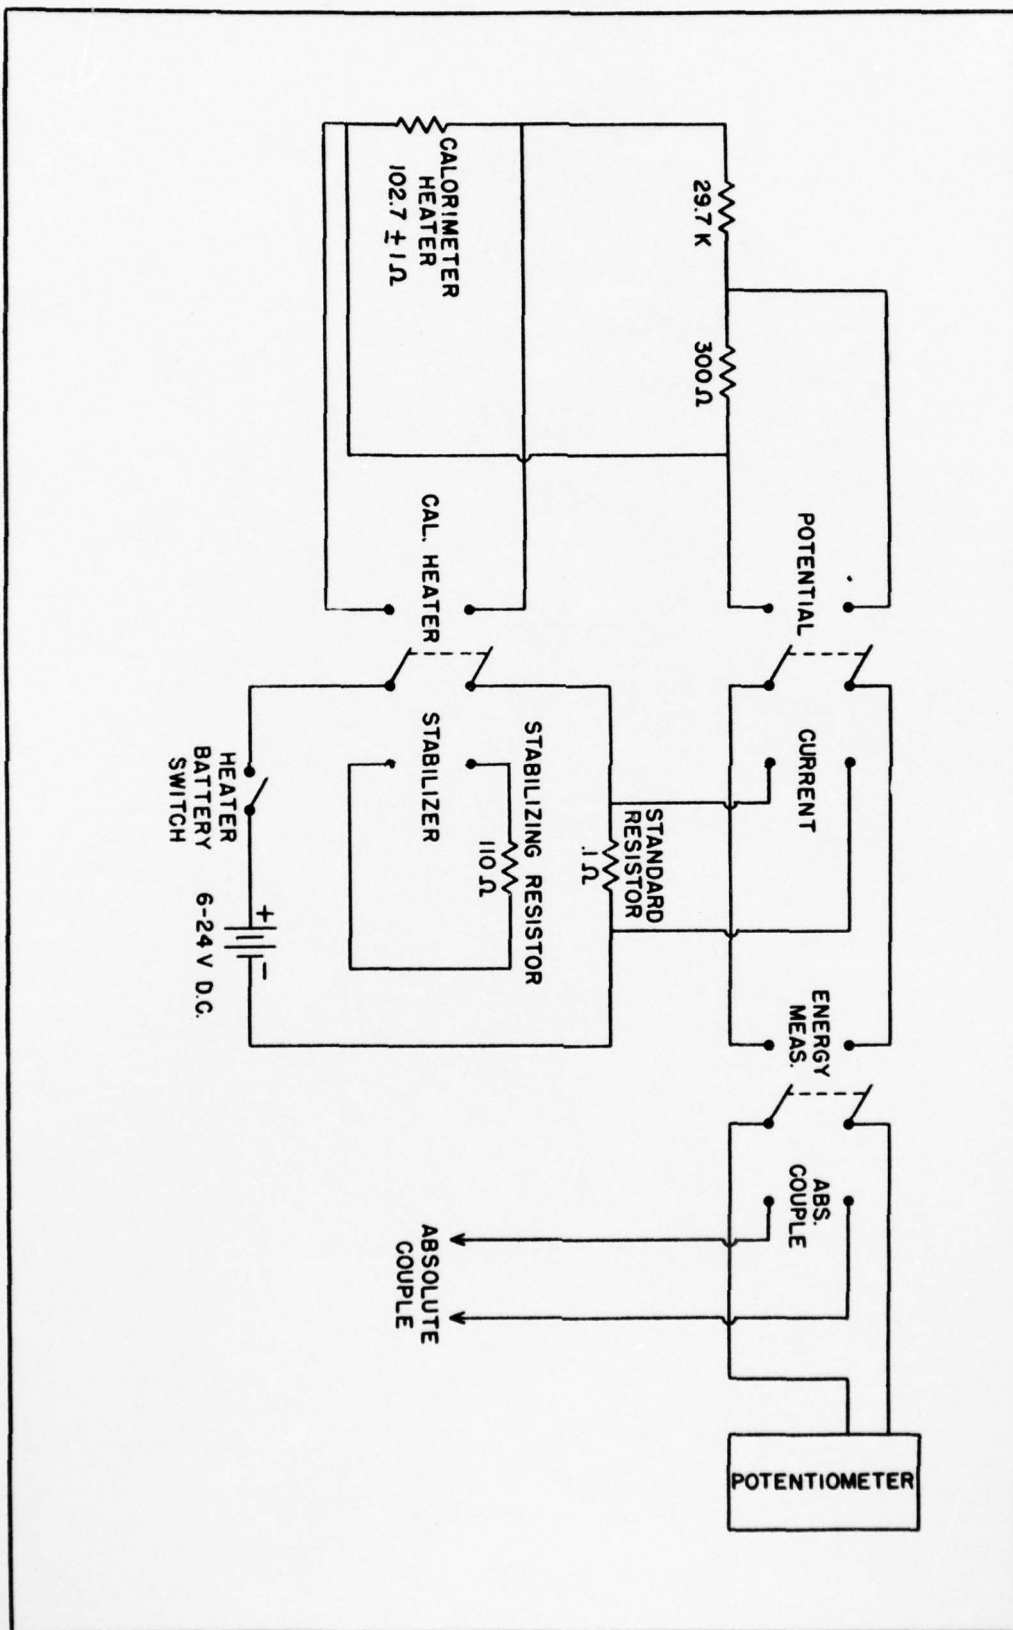 29.7 K
300Ω
CALORIMETER
HEATER
102.7 ± 1Ω
POTENTIAL
CAL. HEATER
CURRENT
STABILIZER
STABILIZING RESISTOR
110Ω
STANDARD
RESISTOR
.1Ω
HEATER
BATTERY
SWITCH
+
−
6-24 V D.C.
ENERGY
MEAS.
ABS.
COUPLE
ABSOLUTE
COUPLE
POTENTIOMETER